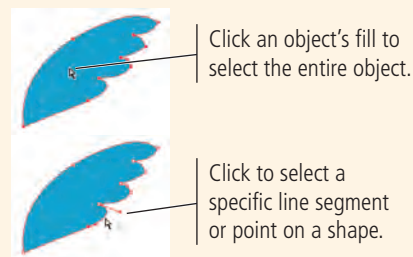 Click an object’s fill to
select the entire object.
Click to select a
specific line segment
or point on a shape.